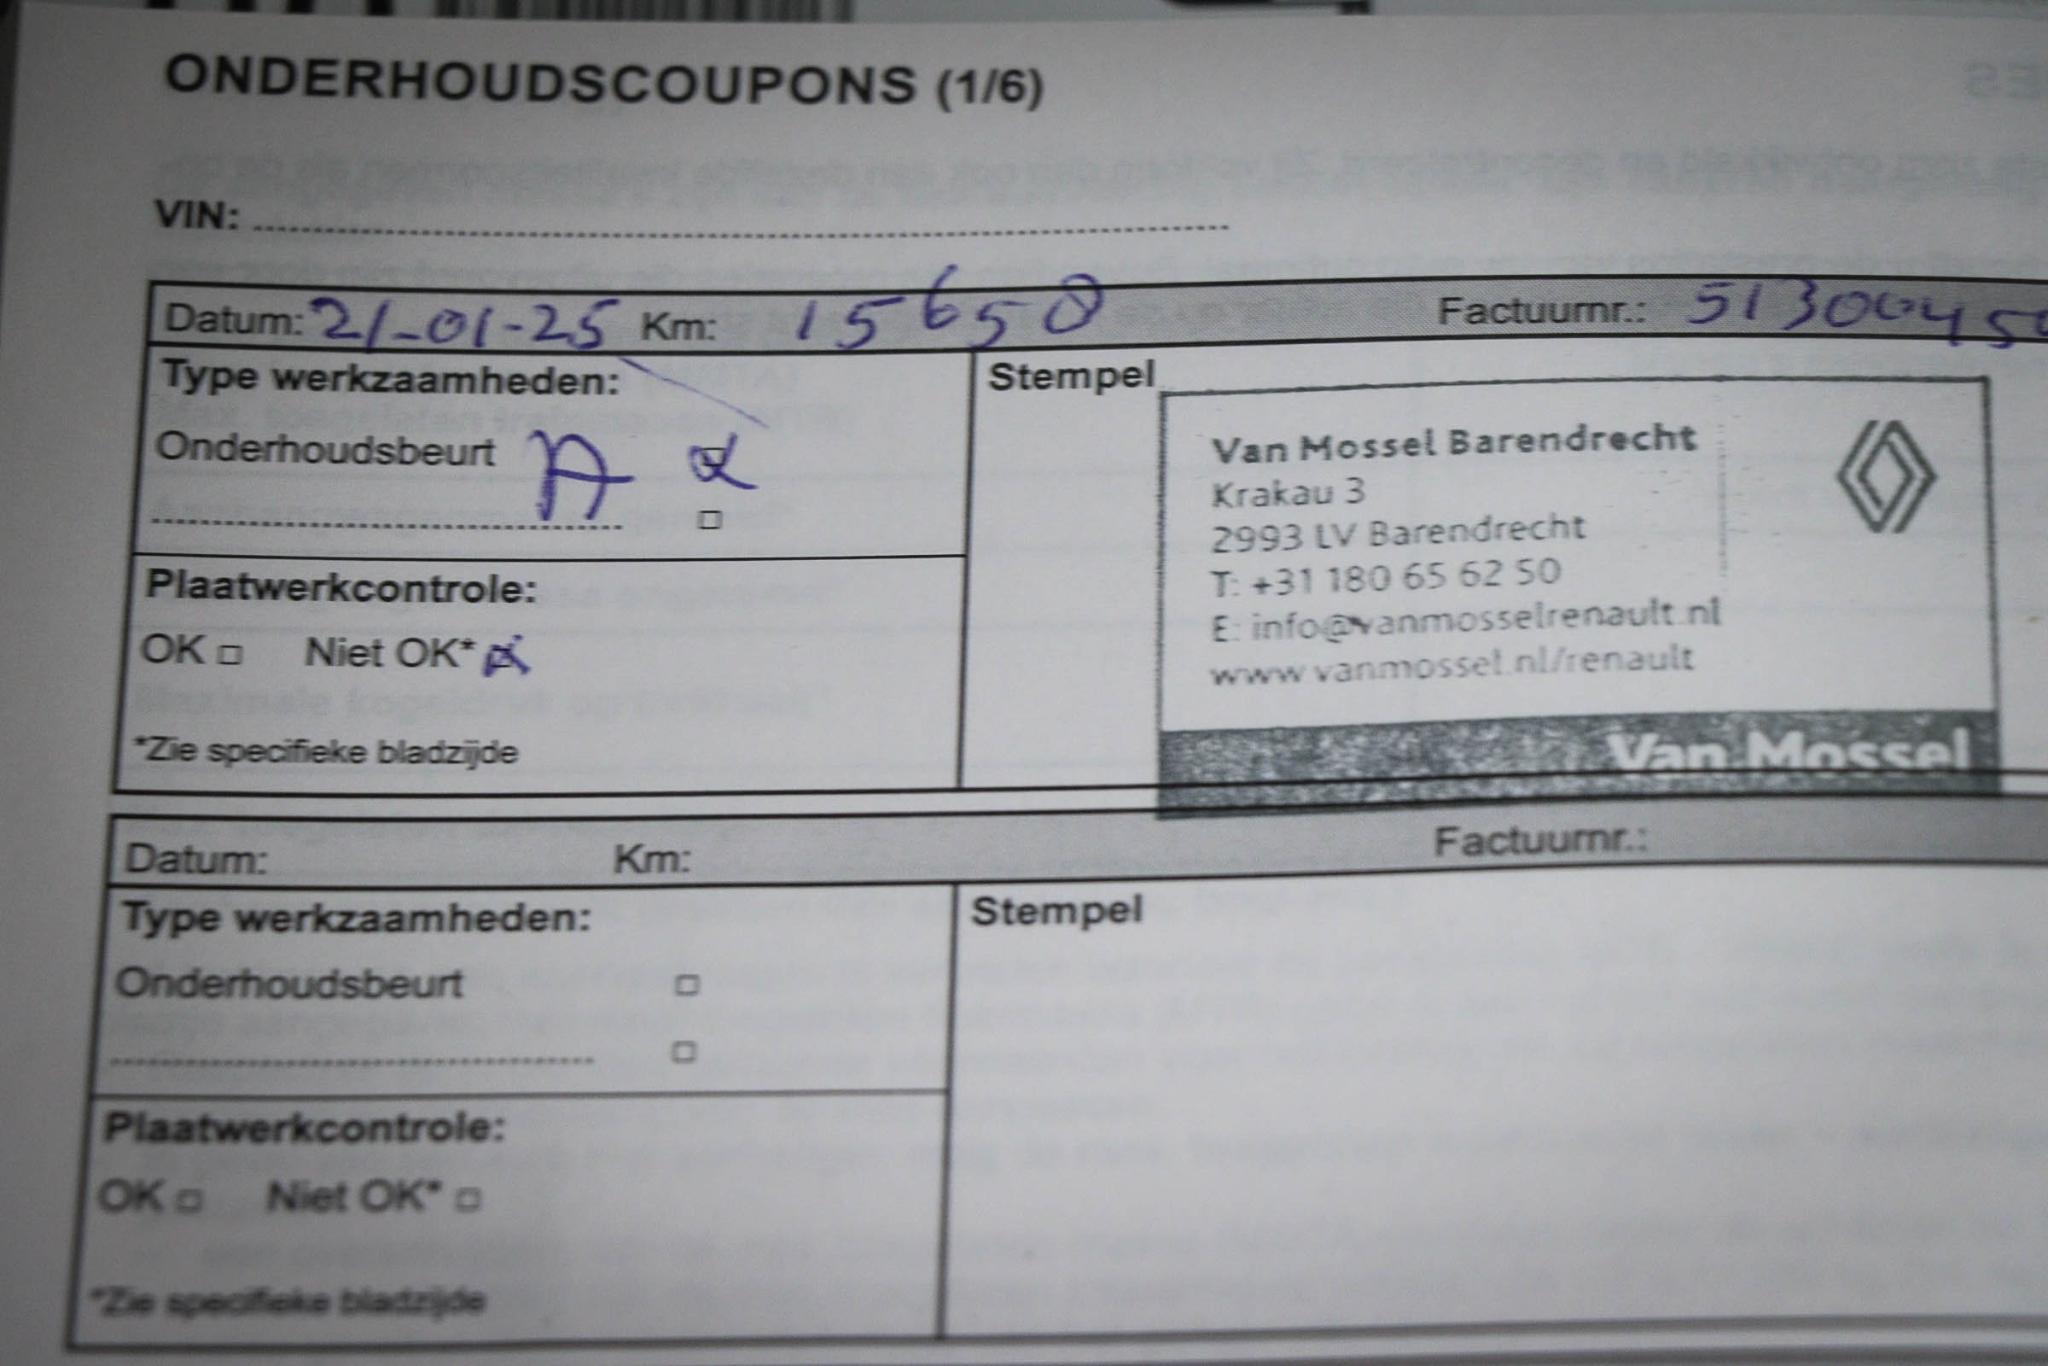 ONDERHOUDSCOUPONS (1/6)
VIN:
Datum: 21-01-25 Km: 15650 Factuurnr.:
Type werkzaamheden:
Onderhoudsbeurt A
Plaatwerkcontrole:
OK Niet OK*
*Zie specifieke bladzijde
Stempel
Van Mossel Barendrecht
Krakau 3
2993 LV Barendrecht
T: +31 180 65 62 50
E: info@vanmosselrenault.nl
www.vanmossel.nl/renault
Van Mossel
Datum: Km: Factuurnr.:
Type werkzaamheden:
Onderhoudsbeurt
Plaatwerkcontrole:
OK Niet OK*
*Zie specifieke bladzijde
Stempel